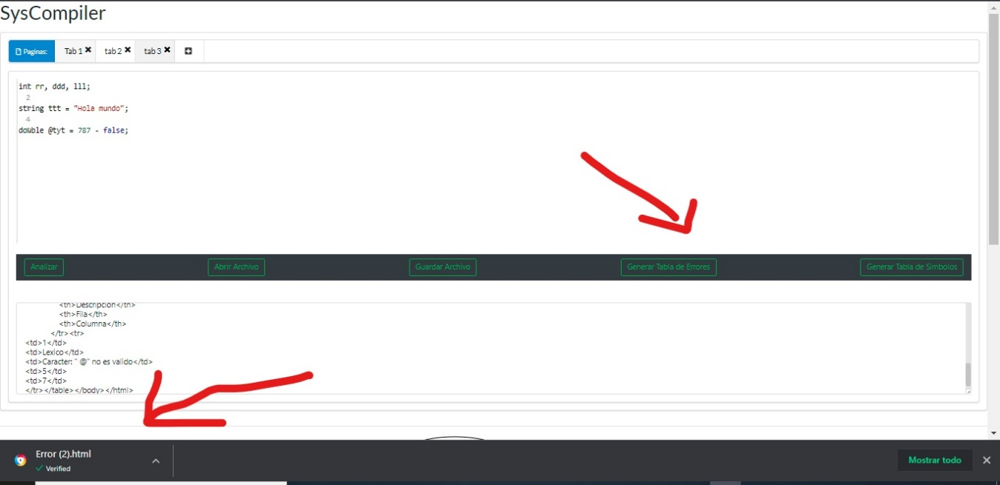 SysCompiler
Paginas: Tab 1 tab 2 tab 3
int rr, ddd, lll;
2
string ttt = "Hola mundo";
4
double @tyt = 787 - false;
Analizar Abrir Archivo Guardar Archivo Generar Tabla de Errores Generar Tabla de Simbolos
<th>Descripcion</th>
<th>Fila</th>
<th>Columna</th>
</tr><tr>
<td>1</td>
<td>Lexico</td>
<td>Caracter: " @" no es valido</td>
<td>5</td>
<td>7</td>
</tr></table></body></html>
Error (2).html
Verified
Mostrar todo